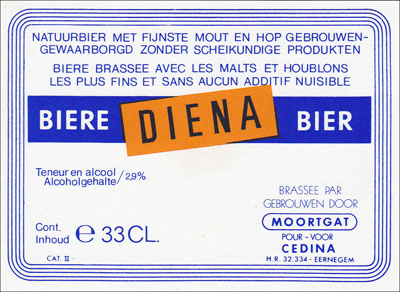 NATUURBIER MET FIJNSTE MOUT EN HOP GEBROUWEN-
GEWAARBORGD ZONDER SCHEIKUNDIGE PRODUKTEN
BIERE BRASSEE AVEC LES MALTS ET HOUBLONS
LES PLUS FINS ET SANS AUCUN ADDITIF NUISIBLE
BIERE DIENA BIER
Teneur en alcool
Alcoholgehalte / 2,9%
BRASSEE PAR
GEBROUWEN DOOR
MOORTGAT
POUR - VOOR
CEDINA
H.R. 32.334 - EERNEGEM
Cont.
Inhoud ℮ 33CL.
CAT. II -